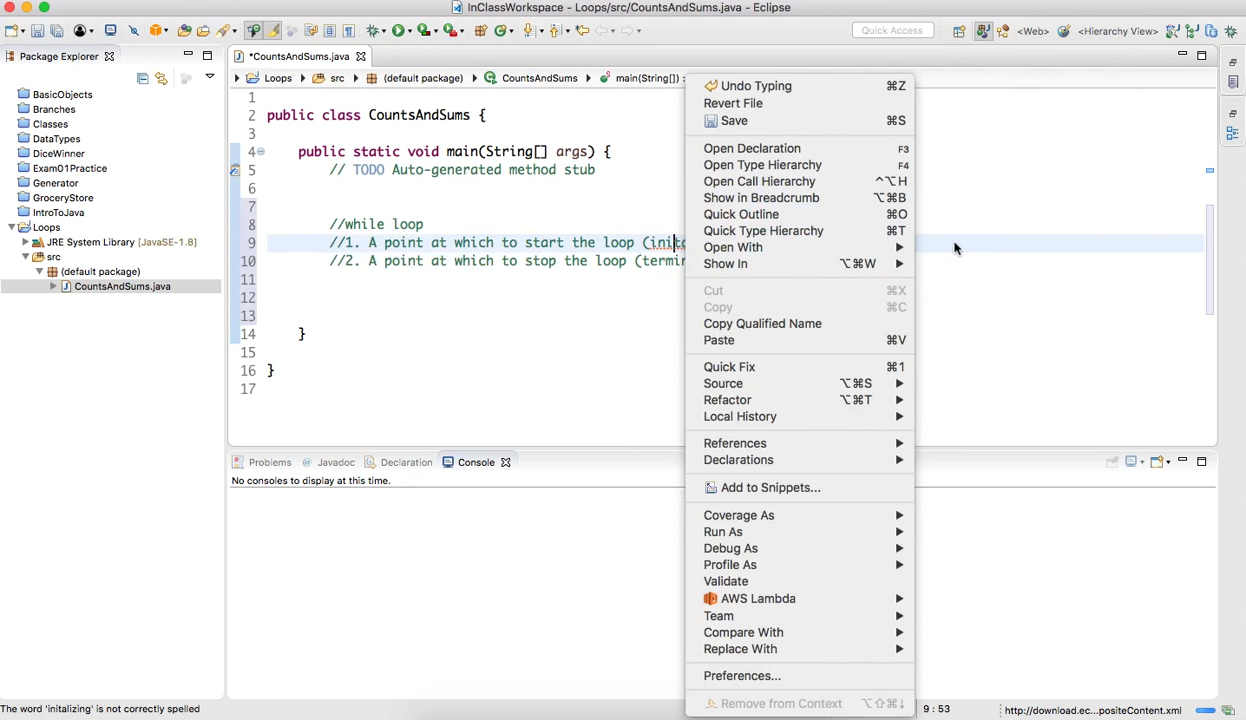 InClassWorkspace - Loops/src/CountsAndSums.java - Eclipse
Quick Access
<Web>
<Hierarchy View>
Package Explorer
*CountsAndSums.java
Loops
src
(default package)
CountsAndSums
main(String[])
BasicObjects
Branches
Classes
DataTypes
DiceWinner
Exam01Practice
Generator
GroceryStore
IntroToJava
Loops
JRE System Library [JavaSE-1.8]
src
(default package)
CountsAndSums.java
1
2 public class CountsAndSums {
3
4 public static void main(String[] args) {
5 // TODO Auto-generated method stub
6
7
8 //while loop
9 //1. A point at which to start the loop (inita
10 //2. A point at which to stop the loop (termin
11
12
13
14 }
15
16 }
17
Undo Typing ⌘Z
Revert File
Save ⌘S
Open Declaration F3
Open Type Hierarchy F4
Open Call Hierarchy ^⌥H
Show in Breadcrumb ⌥⌘B
Quick Outline ⌘O
Quick Type Hierarchy ⌘T
Open With
Show In ⌥⌘W
Cut ⌘X
Copy ⌘C
Copy Qualified Name
Paste ⌘V
Quick Fix ⌘1
Source ⌥⌘S
Refactor ⌥⌘T
Local History
References
Declarations
Add to Snippets...
Coverage As
Run As
Debug As
Profile As
Validate
AWS Lambda
Team
Compare With
Replace With
Preferences...
Remove from Context ⌥⇧⌘↓
Problems
@ Javadoc
Declaration
Console
No consoles to display at this time.
The word 'initalizing' is not correctly spelled
9 : 53
http://download.ec...positeContent.xml